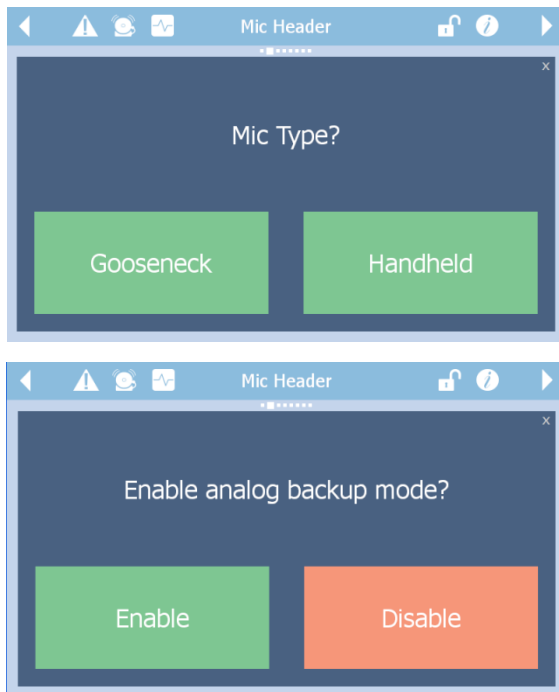 Mic Header
x
Mic Type?
Gooseneck Handheld
Mic Header
x
Enable analog backup mode?
Enable Disable